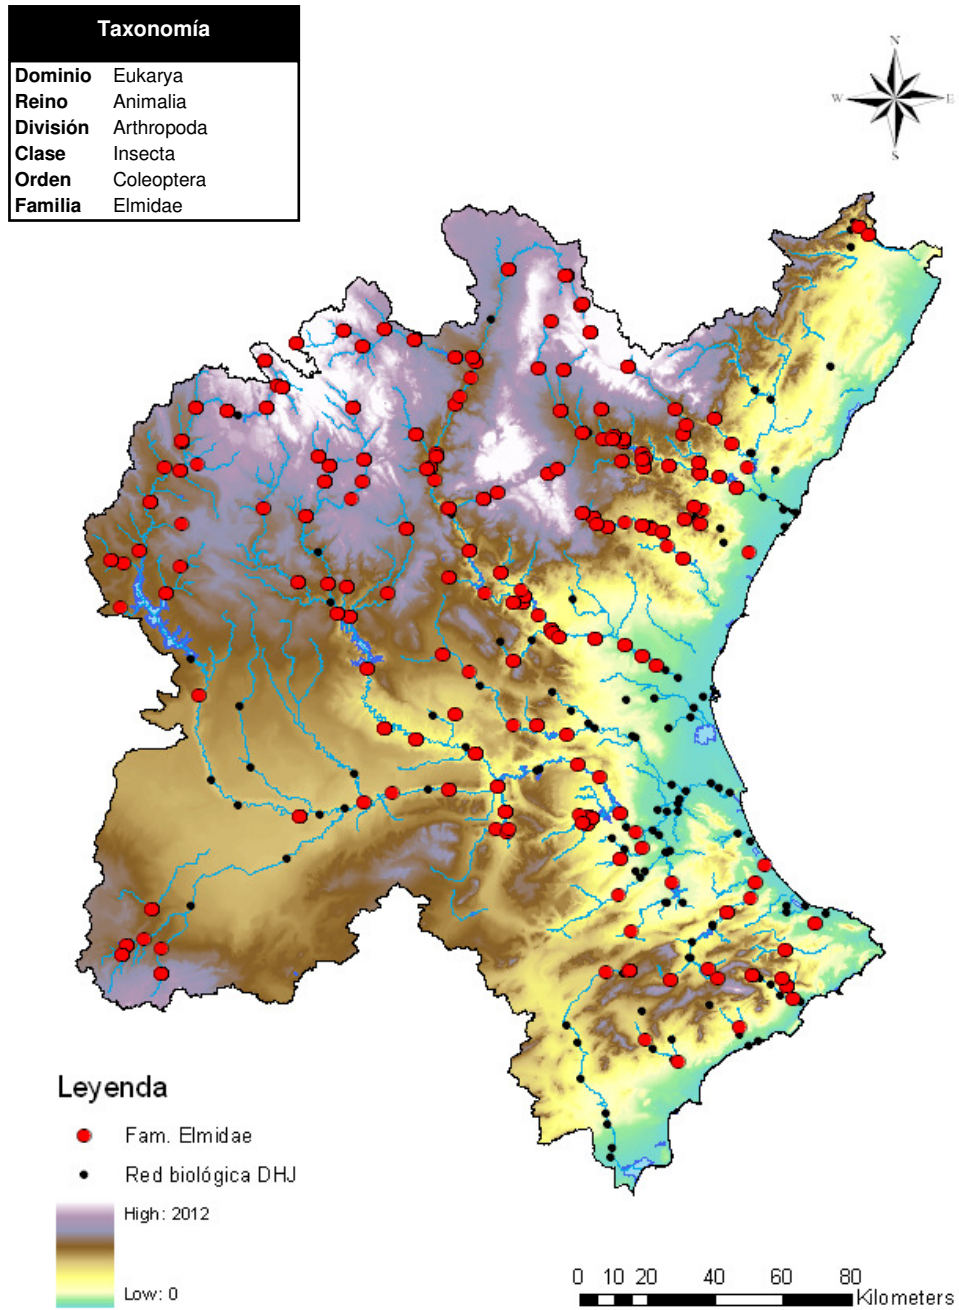 Taxonomía
Dominio Eukarya
Reino Animalia
División Arthropoda
Clase Insecta
Orden Coleoptera
Familia Elmidae
N
W E
S
Leyenda
Fam. Elmidae
Red biológica DHJ
High: 2012
Low: 0
0 10 20 40 60 80
Kilometers